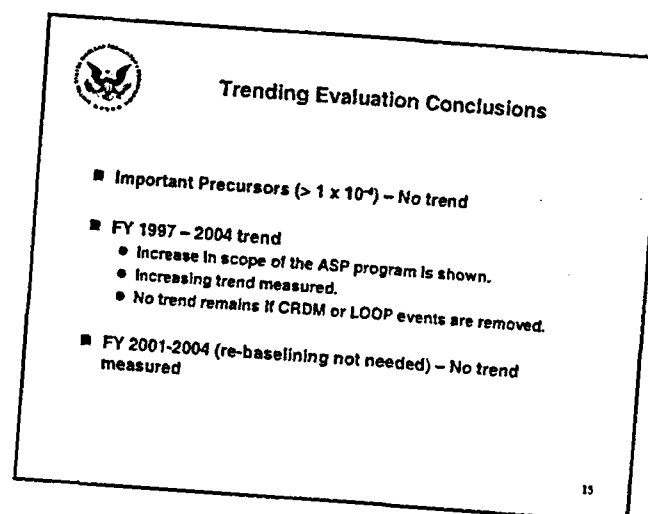 Trending Evaluation Conclusions
■ Important Precursors (> 1 x 10⁻⁴) – No trend
■ FY 1997 – 2004 trend
● Increase in scope of the ASP program is shown.
● Increasing trend measured.
● No trend remains if CRDM or LOOP events are removed.
■ FY 2001-2004 (re-baselining not needed) – No trend
measured
15